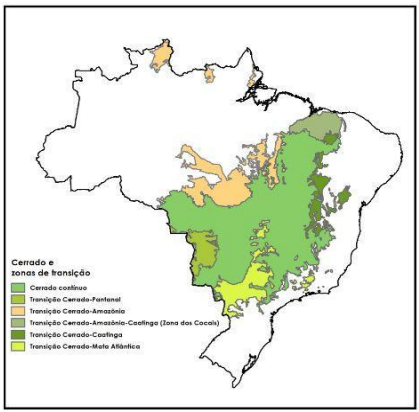 Cerrado e
zonas de transição
Cerrado contínuo
Transição Cerrado-Pantanal
Transição Cerrado-Amazônia
Transição Cerrado-Amazônia-Caatinga (Zona dos Cocais)
Transição Cerrado-Caatinga
Transição Cerrado-Mata Atlântica